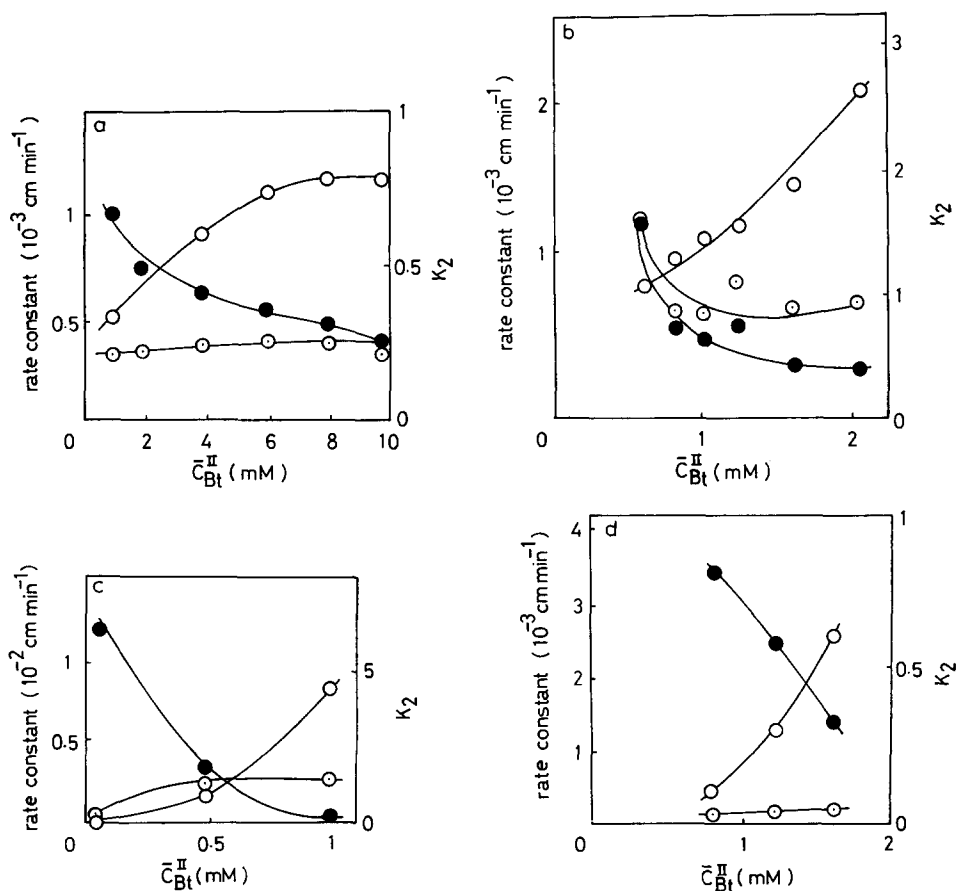 a
rate constant (10⁻³ cm min⁻¹)
1
0.5
0
2
4
6
8
10
1
0.5
0
K₂
C̄ᴵᴵBt (mM)
b
rate constant (10⁻³ cm min⁻¹)
2
1
0
1
2
3
2
1
0
K₂
C̄ᴵᴵBt (mM)
c
rate constant (10⁻² cm min⁻¹)
1
0.5
0
0.5
1
5
0
K₂
C̄ᴵᴵBt (mM)
d
rate constant (10⁻³ cm min⁻¹)
4
3
2
1
0
1
2
1
0.5
0
K₂
C̄ᴵᴵBt (mM)